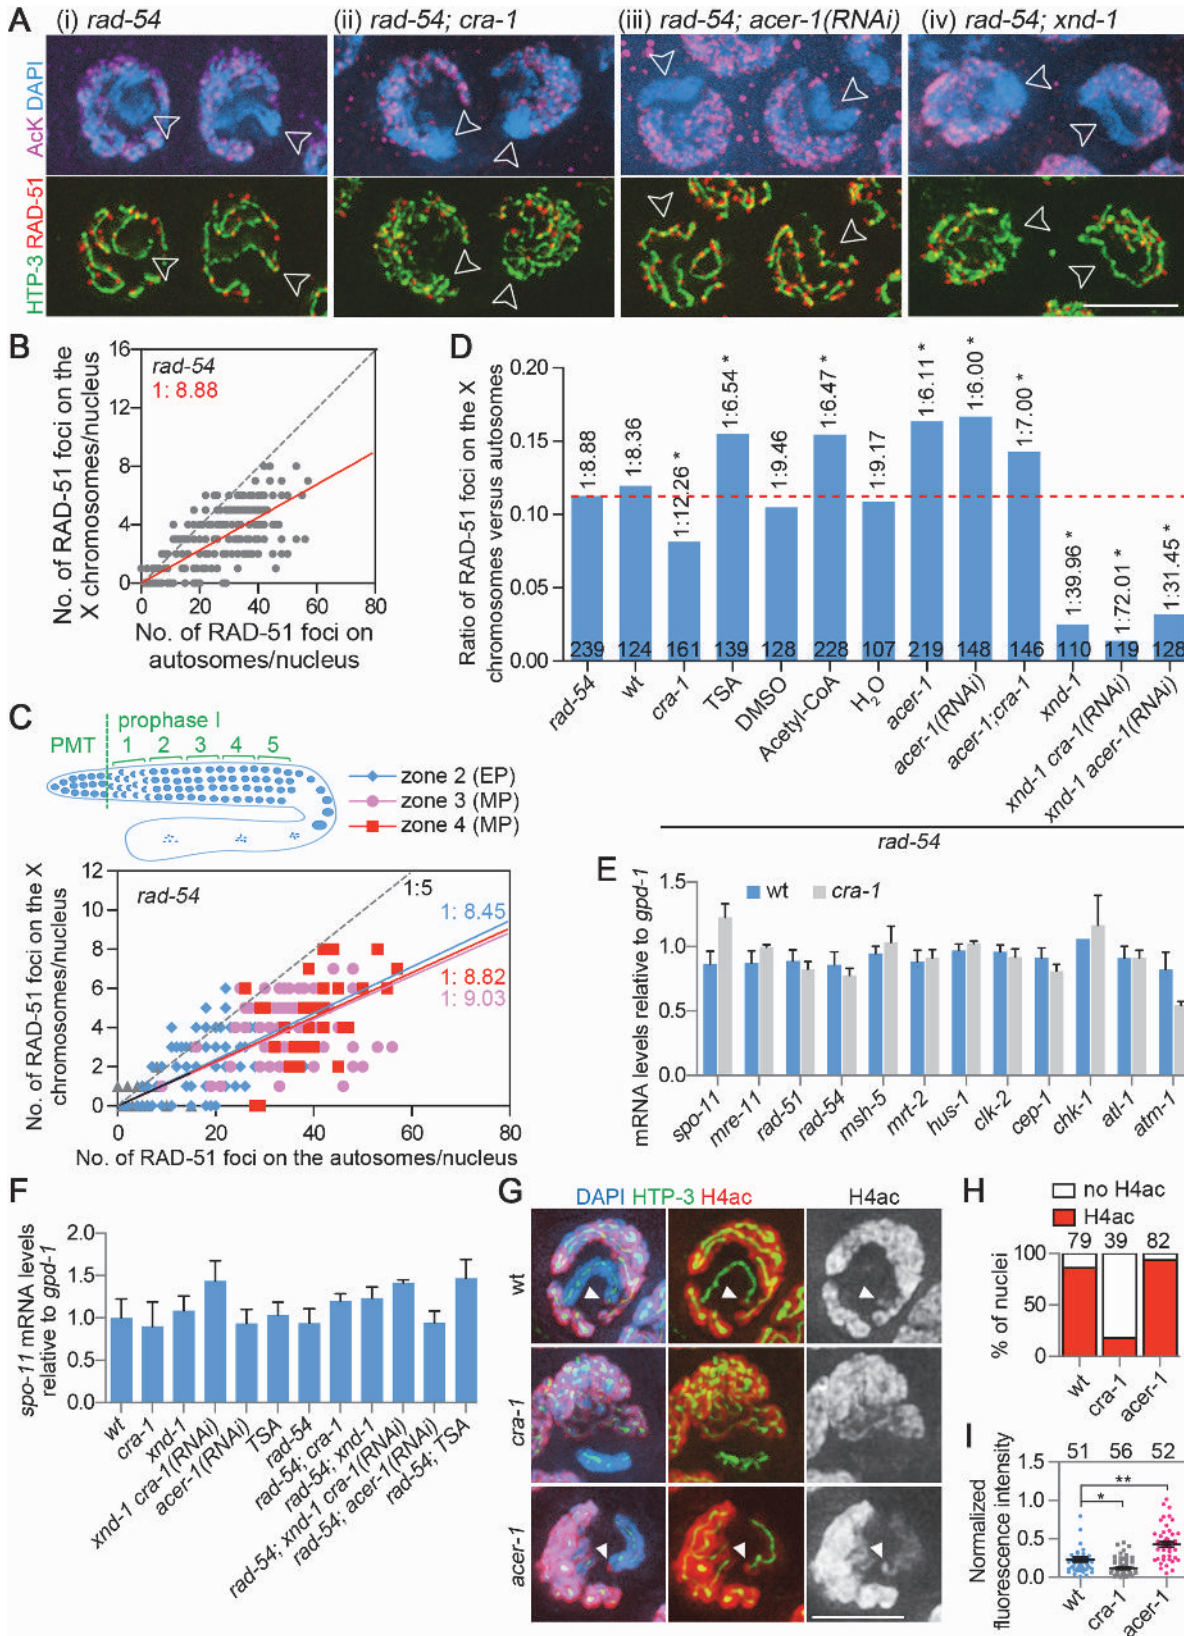 A
(i) rad-54
(ii) rad-54; cra-1
(iii) rad-54; acer-1(RNAi)
(iv) rad-54; xnd-1
AcK DAPI
HTP-3 RAD-51
B
rad-54
1: 8.88
No. of RAD-51 foci on the
X chromosomes/nucleus
16
12
8
4
0
0 20 40 60 80
No. of RAD-51 foci on
autosomes/nucleus
D
Ratio of RAD-51 foci on the X
chromosomes versus autosomes
0.20
0.15
0.10
0.05
0.00
1:8.88
1:8.36
1:12.26 *
1:6.54 *
1:9.46
1:6.47 *
1:9.17
1:6.11 *
1:6.00 *
1:7.00 *
1:39.96 *
1:72.01 *
1:31.45 *
239 124 161 139 128 228 107 219 148 146 110 119 128
rad-54
wt
cra-1
TSA
DMSO
Acetyl-CoA
H2O
acer-1
acer-1(RNAi)
acer-1;cra-1
xnd-1
xnd-1 cra-1(RNAi)
xnd-1 acer-1(RNAi)
rad-54
C
PMT
prophase I
1 2 3 4 5
zone 2 (EP)
zone 3 (MP)
zone 4 (MP)
rad-54
1:5
1: 8.45
1: 8.82
1: 9.03
No. of RAD-51 foci on the X
chromosomes/nucleus
12
10
8
6
4
2
0
0 20 40 60 80
No. of RAD-51 foci on the autosomes/nucleus
E
wt
cra-1
mRNA levels relative to gpd-1
1.5
1.0
0.5
0.0
spo-11
mre-11
rad-51
rad-54
msh-5
mrt-2
hus-1
clk-2
cep-1
chk-1
atl-1
atm-1
F
spo-11 mRNA levels
relative to gpd-1
2.0
1.5
1.0
0.5
0.0
wt
cra-1
xnd-1
xnd-1 cra-1(RNAi)
acer-1(RNAi)
TSA
rad-54
rad-54; cra-1
rad-54; xnd-1
rad-54; xnd-1 cra-1(RNAi)
rad-54; acer-1(RNAi)
rad-54; TSA
G
DAPI HTP-3 H4ac
H4ac
wt
cra-1
acer-1
H
no H4ac
H4ac
79 39 82
% of nuclei
100
50
0
wt
cra-1
acer-1
I
51 56 52
Normalized
fluorescence intensity
1.5
1.0
0.5
0.0
**
*
wt
cra-1
acer-1